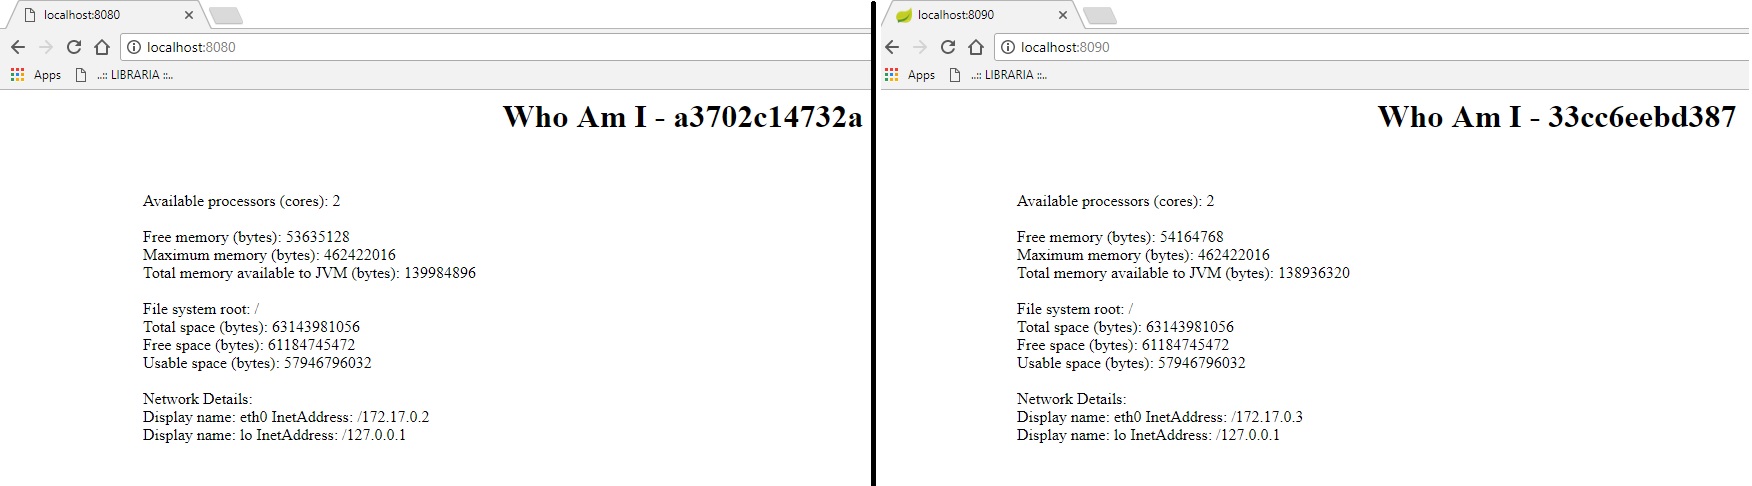 localhost:8080
localhost:8080
Apps
..:: LIBRARIA ::..
Who Am I - a3702c14732a
Available processors (cores): 2
Free memory (bytes): 53635128
Maximum memory (bytes): 462422016
Total memory available to JVM (bytes): 139984896
File system root: /
Total space (bytes): 63143981056
Free space (bytes): 61184745472
Usable space (bytes): 57946796032
Network Details:
Display name: eth0 InetAddress: /172.17.0.2
Display name: lo InetAddress: /127.0.0.1
localhost:8090
localhost:8090
Apps
..:: LIBRARIA ::..
Who Am I - 33cc6eebd387
Available processors (cores): 2
Free memory (bytes): 54164768
Maximum memory (bytes): 462422016
Total memory available to JVM (bytes): 138936320
File system root: /
Total space (bytes): 63143981056
Free space (bytes): 61184745472
Usable space (bytes): 57946796032
Network Details:
Display name: eth0 InetAddress: /172.17.0.3
Display name: lo InetAddress: /127.0.0.1